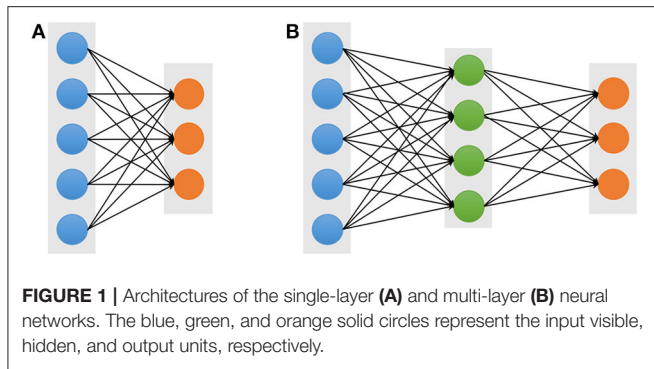 A
B
FIGURE 1 | Architectures of the single-layer (A) and multi-layer (B) neural
networks. The blue, green, and orange solid circles represent the input visible,
hidden, and output units, respectively.